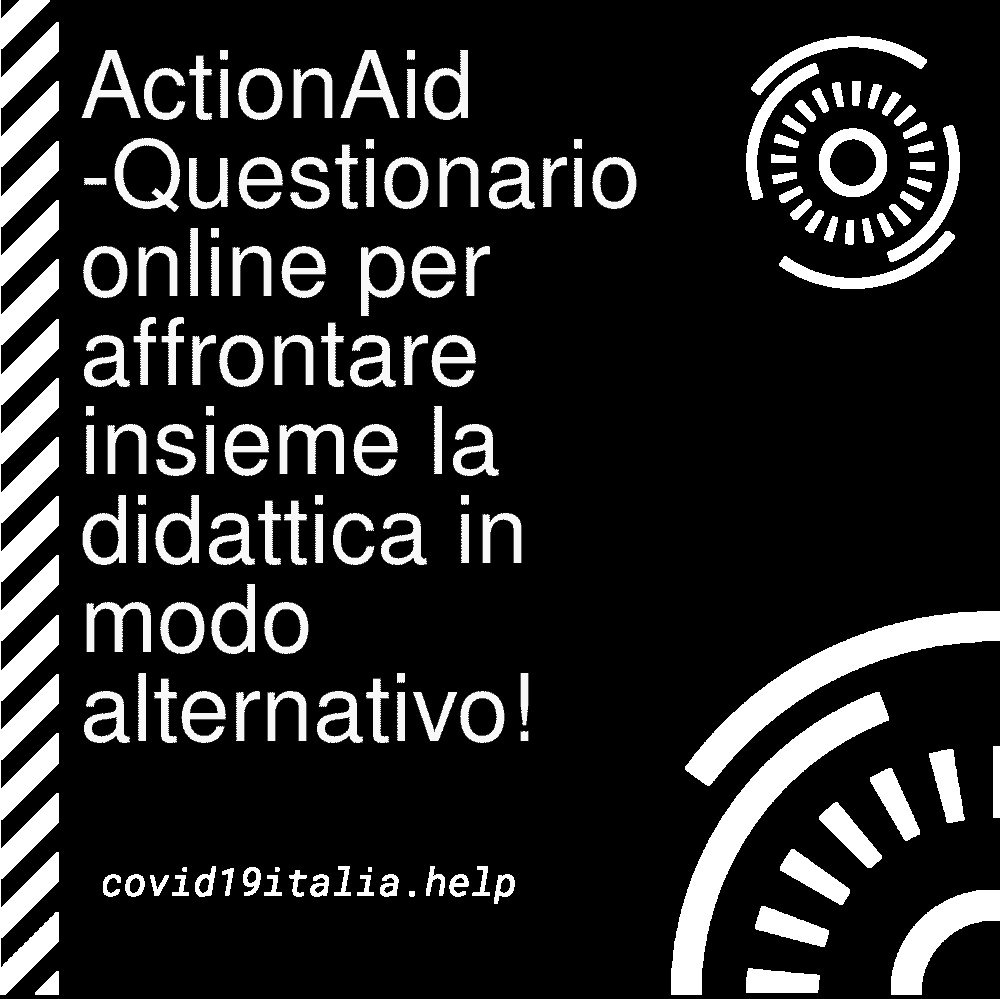 ActionAid
-Questionario
online per
affrontare
insieme la
didattica in
modo
alternativo!
covid19italia.help